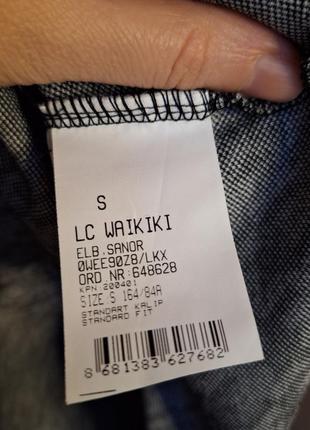 S
LC WAIKIKI
ELB.SANOR
0WEE90Z8/LKX
ORD.NR:648628
KPN 200401
SIZE:S 164/84A
STANDART KALIP
STANDARD FIT
8 681383 627682